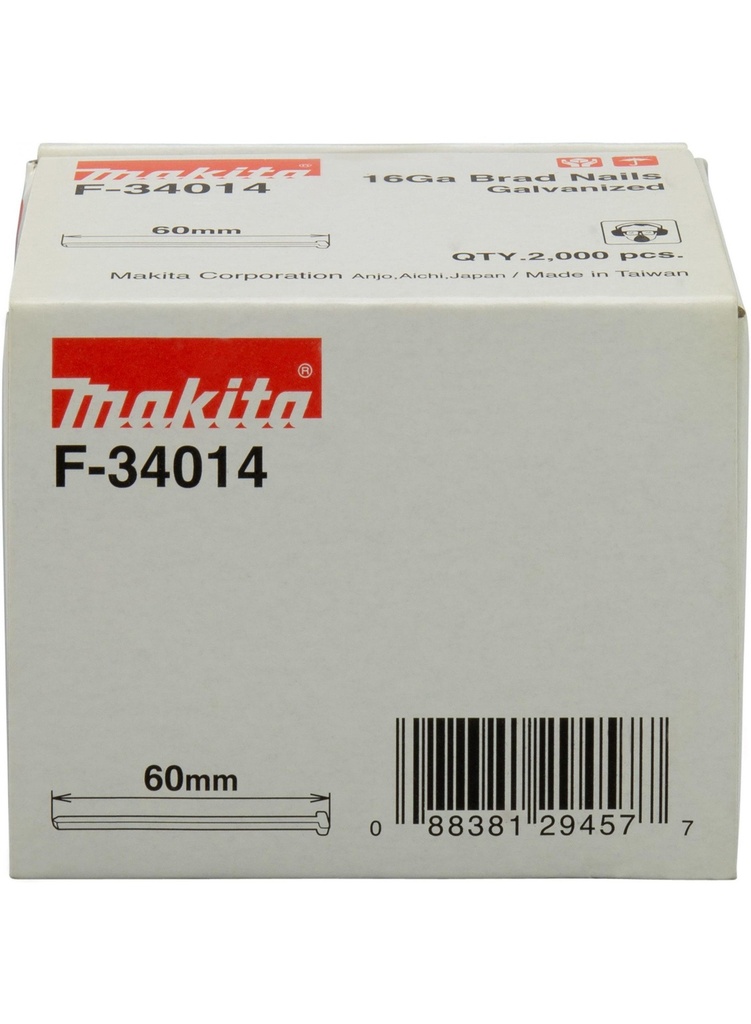 makita®
F-34014
16Ga Brad Nails
Galvanized
60mm
QTY.2,000 pcs.
Makita Corporation Anjo,Aichi,Japan / Made in Taiwan
makita®
F-34014
60mm
0 88381 29457 7